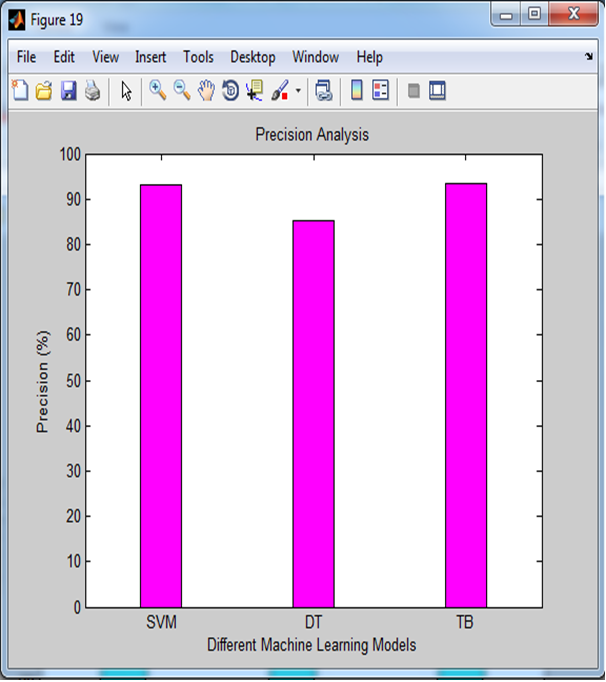 Figure 19
File Edit View Insert Tools Desktop Window Help
Precision Analysis
100
90
80
70
60
50
40
30
20
10
0
Precision (%)
SVM DT TB
Different Machine Learning Models